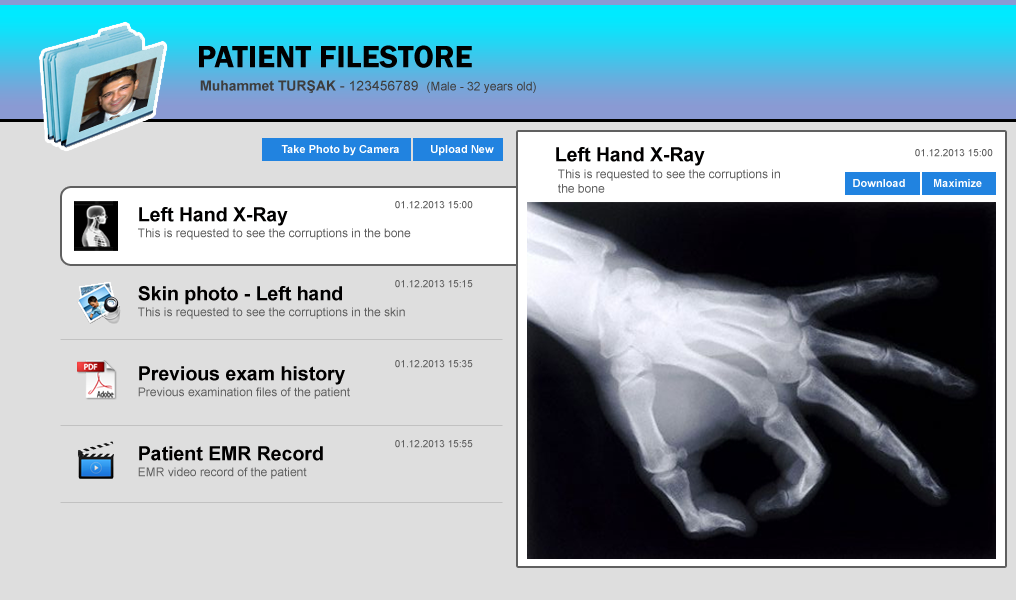 PATIENT FILESTORE
Muhammet TURŞAK - 123456789 (Male - 32 years old)
Take Photo by Camera
Upload New
01.12.2013 15:00
Left Hand X-Ray
This is requested to see the corruptions in the bone
01.12.2013 15:15
Skin photo - Left hand
This is requested to see the corruptions in the skin
01.12.2013 15:35
PDF
Adobe
Previous exam history
Previous examination files of the patient
01.12.2013 15:55
Patient EMR Record
EMR video record of the patient
Left Hand X-Ray
01.12.2013 15:00
This is requested to see the corruptions in
the bone
Download
Maximize